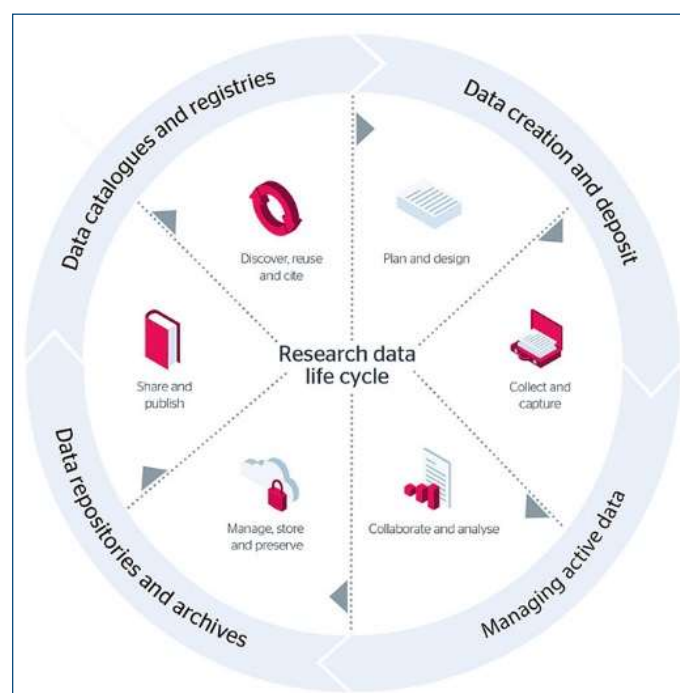 Data catalogues and registries
Data creation and deposit
Discover, reuse
and cite
Plan and design
Research data
life cycle
Share and
publish
Collect and
capture
Manage, store
and preserve
Collaborate and analyse
Data repositories and archives
Managing active data